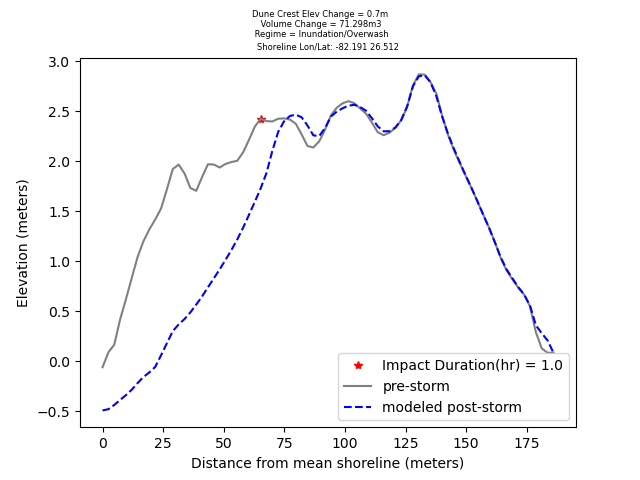 Dune Crest Elev Change = 0.7m
Volume Change = 71.298m3
Regime = Inundation/Overwash
Shoreline Lon/Lat: -82.191 26.512
3.0
2.5
2.0
1.5
1.0
0.5
0.0
−0.5
Elevation (meters)
Impact Duration(hr) = 1.0
pre-storm
modeled post-storm
0 25 50 75 100 125 150 175
Distance from mean shoreline (meters)